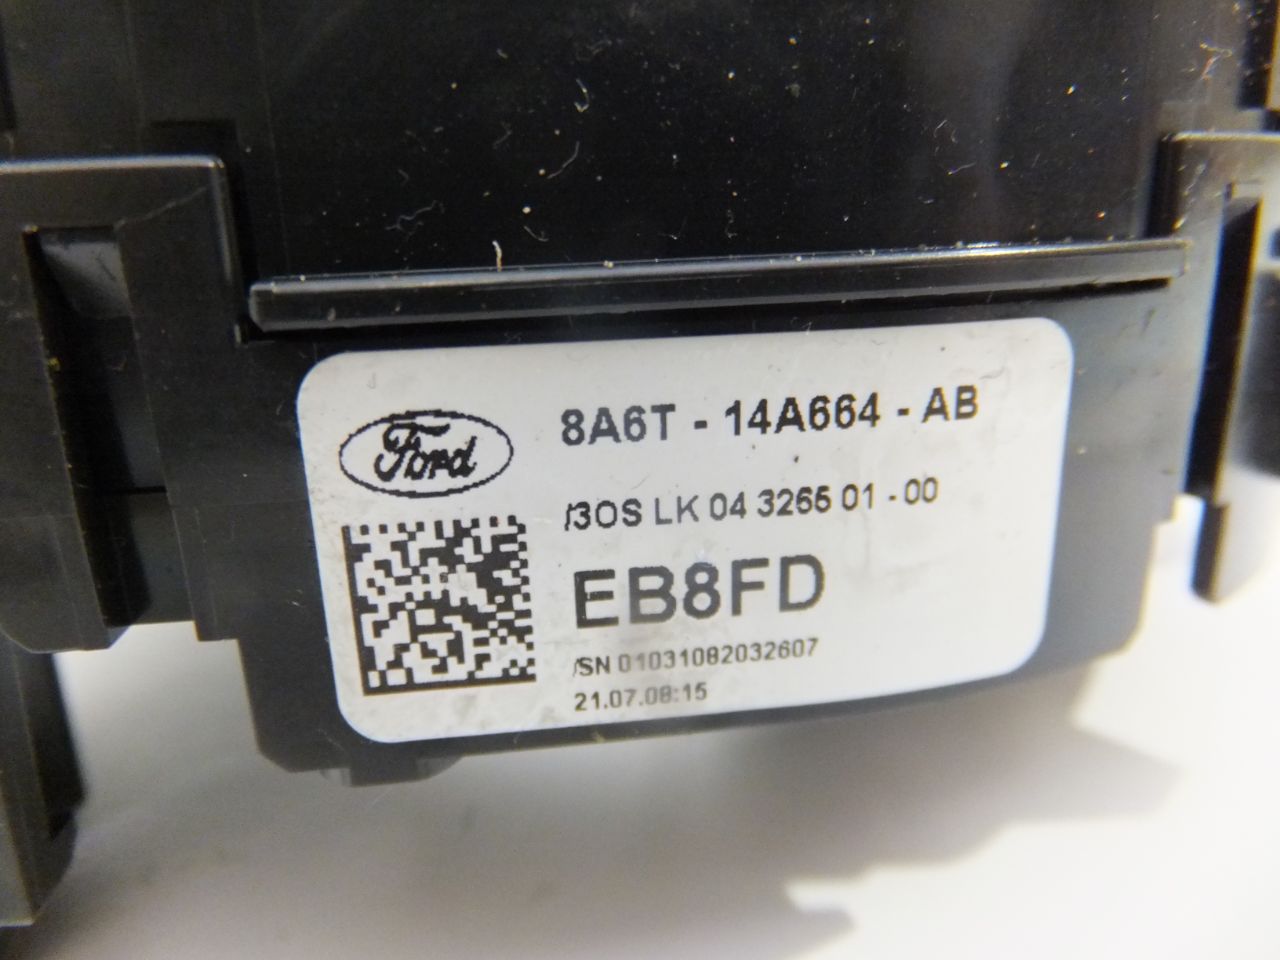 Ford
8A6T - 14A664 - AB
/3OS LK 04 3265 01 - 00
EB8FD
/SN 01031082032607
21.07.08:15